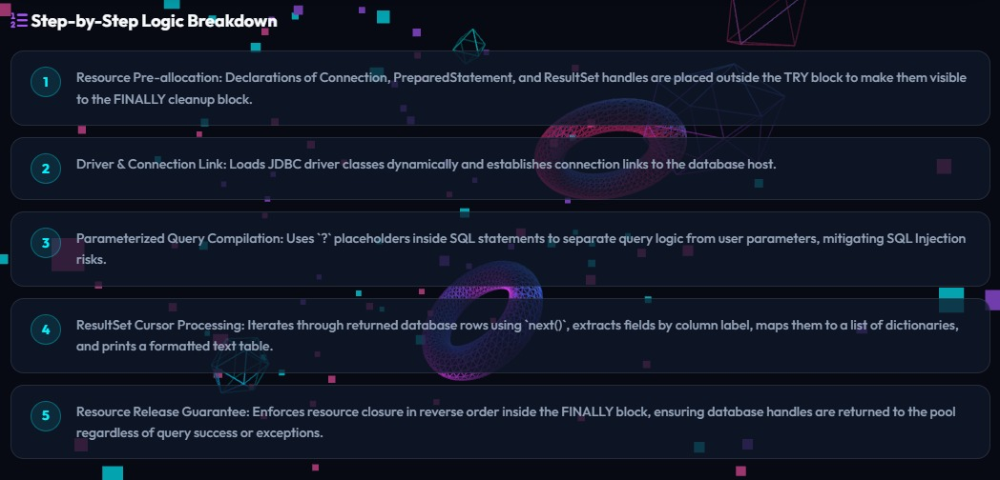 Step-by-Step Logic Breakdown
1
Resource Pre-allocation: Declarations of Connection, PreparedStatement, and ResultSet handles are placed outside the TRY block to make them visible
to the FINALLY cleanup block.
2
Driver & Connection Link: Loads JDBC driver classes dynamically and establishes connection links to the database host.
3
Parameterized Query Compilation: Uses `?` placeholders inside SQL statements to separate query logic from user parameters, mitigating SQL Injection
risks.
4
ResultSet Cursor Processing: Iterates through returned database rows using `next()`, extracts fields by column label, maps them to a list of dictionaries,
and prints a formatted text table.
5
Resource Release Guarantee: Enforces resource closure in reverse order inside the FINALLY block, ensuring database handles are returned to the pool
regardless of query success or exceptions.